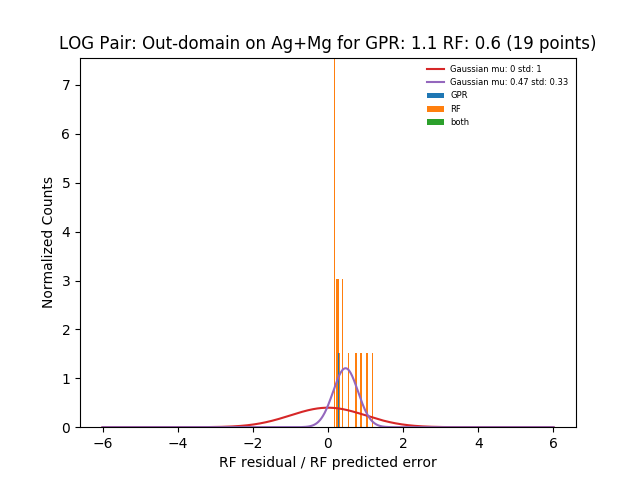 LOG Pair: Out-domain on Ag+Mg for GPR: 1.1 RF: 0.6 (19 points)
Gaussian mu: 0 std: 1
Gaussian mu: 0.47 std: 0.33
GPR
RF
both
Normalized Counts
7
6
5
4
3
2
1
0
−6 −4 −2 0 2 4 6
RF residual / RF predicted error